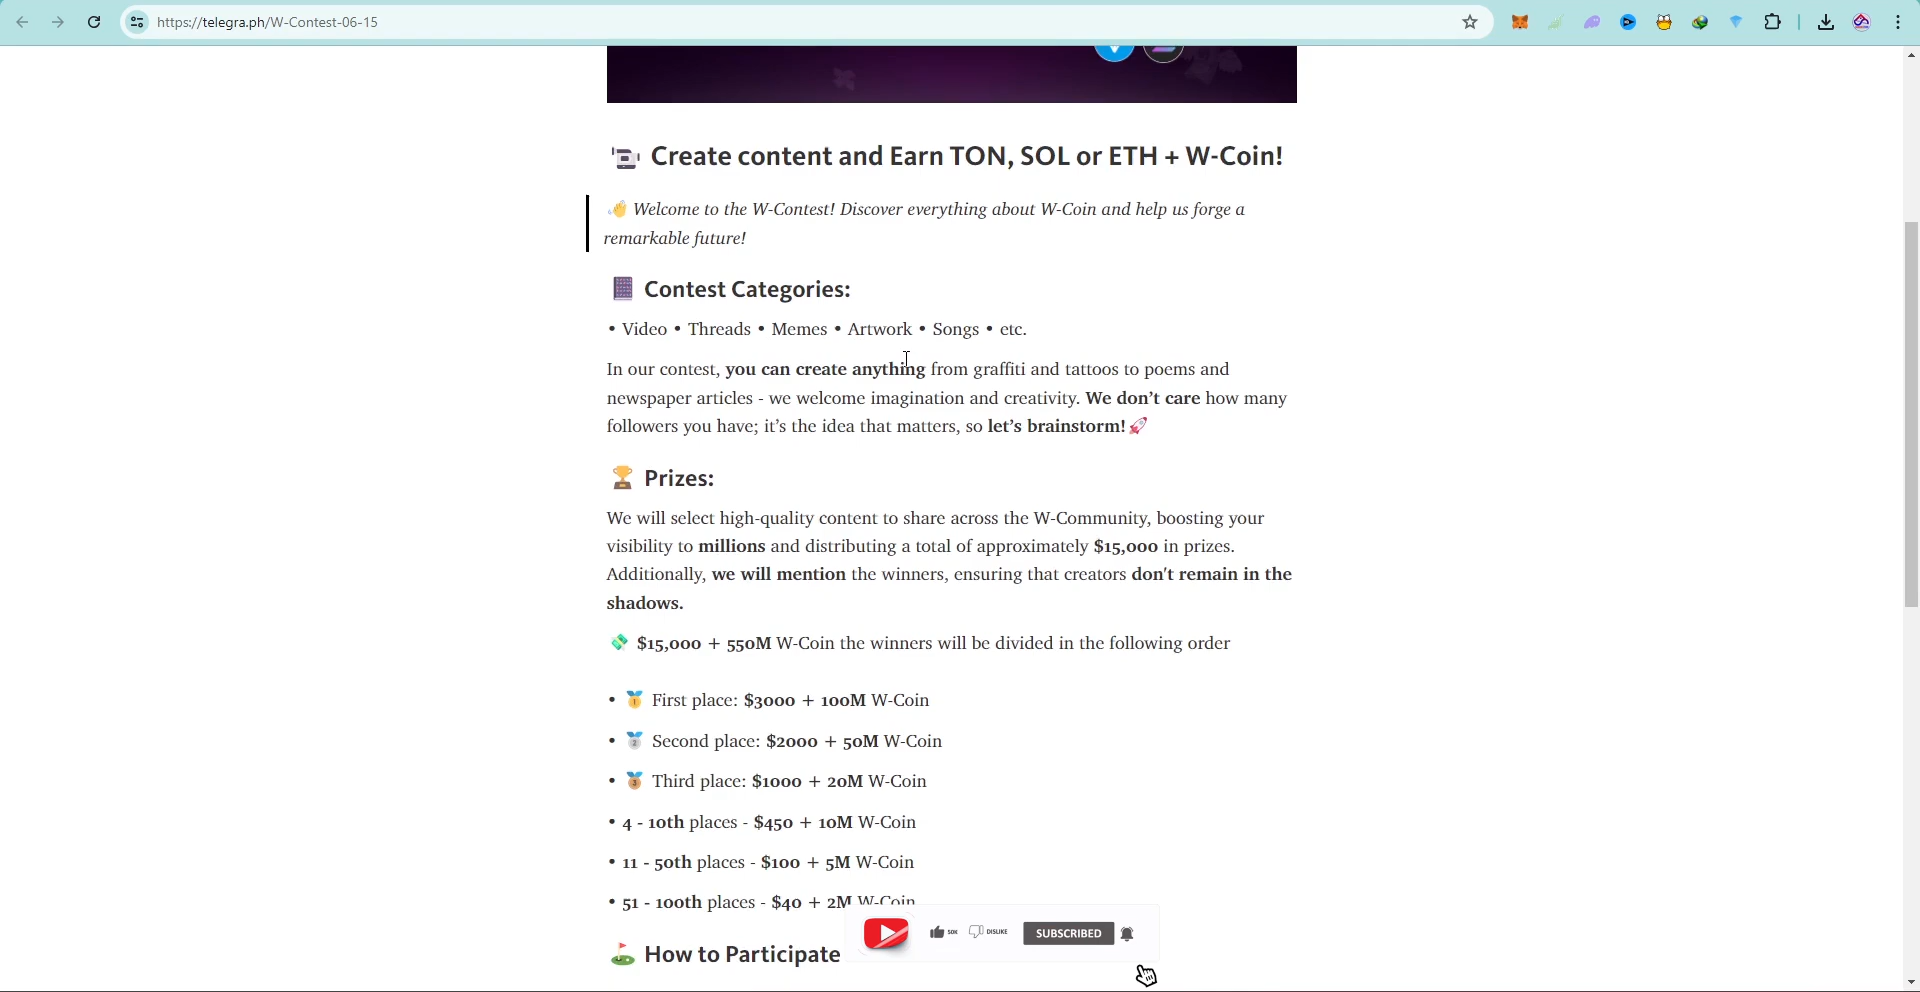 https://telegra.ph/W-Contest-06-15
Create content and Earn TON, SOL or ETH + W-Coin!
Welcome to the W-Contest! Discover everything about W-Coin and help us forge a
remarkable future!
Contest Categories:
• Video • Threads • Memes • Artwork • Songs • etc.
In our contest, you can create anything from graffiti and tattoos to poems and
newspaper articles - we welcome imagination and creativity. We don’t care how many
followers you have; it’s the idea that matters, so let’s brainstorm!🚀
Prizes:
We will select high-quality content to share across the W-Community, boosting your
visibility to millions and distributing a total of approximately $15,000 in prizes.
Additionally, we will mention the winners, ensuring that creators don't remain in the
shadows.
$15,000 + 550M W-Coin the winners will be divided in the following order
• 🥇 First place: $3000 + 100M W-Coin
• 🥈 Second place: $2000 + 50M W-Coin
• 🥉 Third place: $1000 + 20M W-Coin
• 4 - 10th places - $450 + 10M W-Coin
• 11 - 50th places - $100 + 5M W-Coin
• 51 - 100th places - $40 + 2M W-Coin
50K DISLIKE SUBSCRIBED
How to Participate